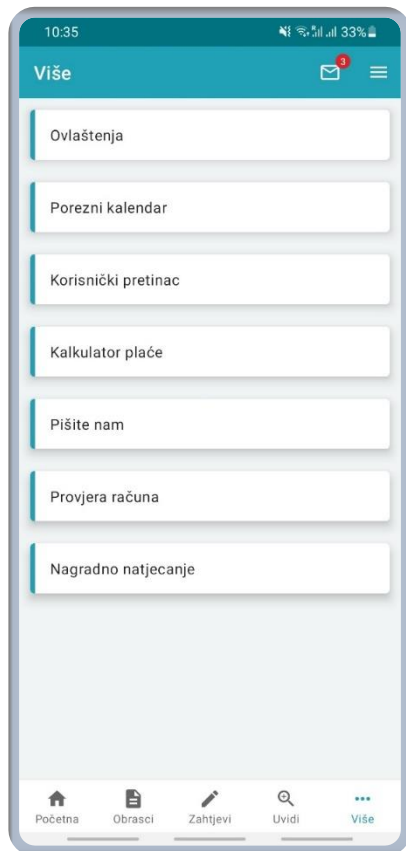 10:35
33%
Više
3
Ovlaštenja
Porezni kalendar
Korisnički pretinac
Kalkulator plaće
Pišite nam
Provjera računa
Nagradno natjecanje
Početna Obrasci Zahtjevi Uvidi Više